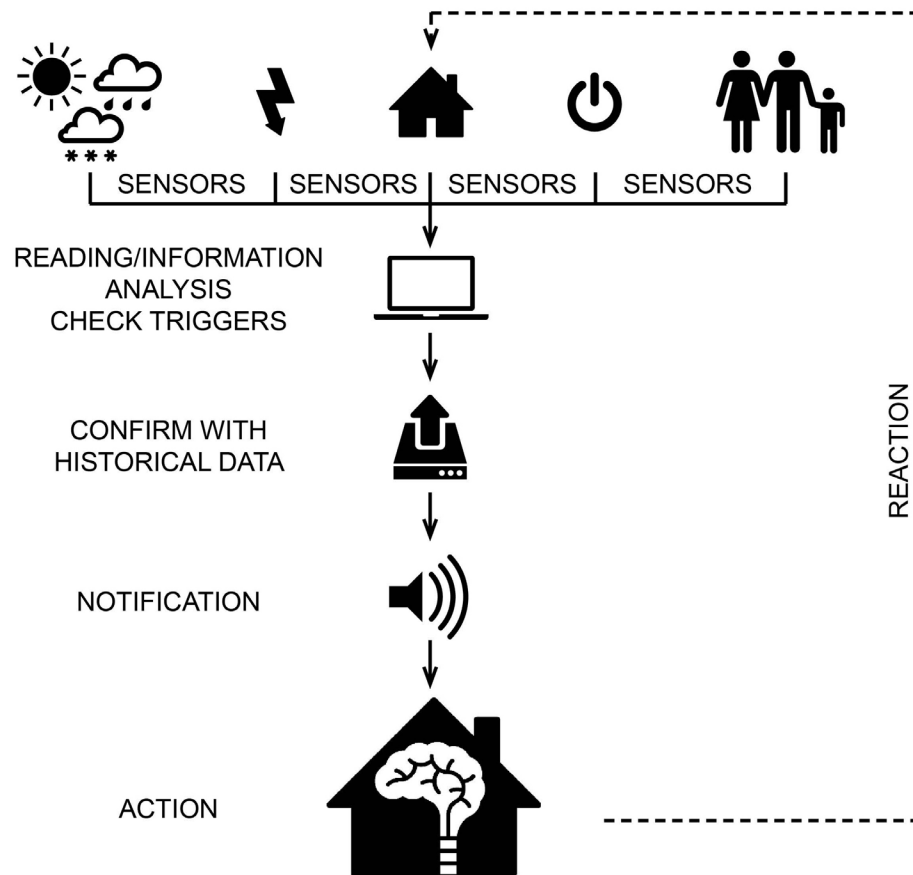 SENSORS SENSORS SENSORS SENSORS
READING/INFORMATION
ANALYSIS
CHECK TRIGGERS
CONFIRM WITH
HISTORICAL DATA
REACTION
NOTIFICATION
ACTION